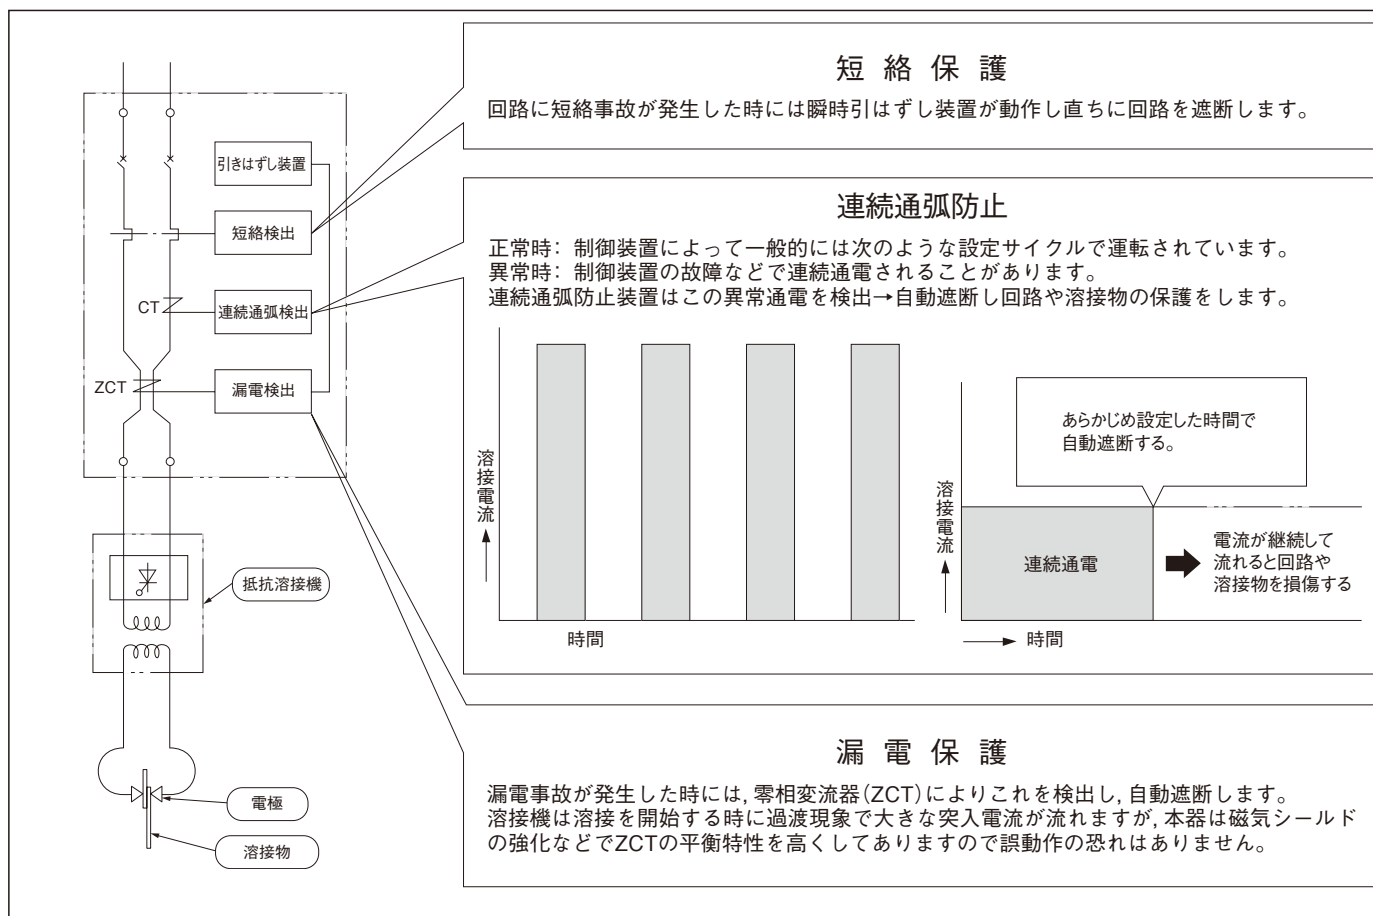 引きはずし装置
短絡検出
CT
連続通弧検出
ZCT
漏電検出
抵抗溶接機
電極
溶接物
短絡保護
回路に短絡事故が発生した時には瞬時引はずし装置が動作し直ちに回路を遮断します。
連続通弧防止
正常時：制御装置によって一般的には次のような設定サイクルで運転されています。
異常時：制御装置の故障などで連続通電されることがあります。
連続通弧防止装置はこの異常通電を検出→自動遮断し回路や溶接物の保護をします。
溶接電流
時間
溶接電流
あらかじめ設定した時間で
自動遮断する。
連続通電
電流が継続して
流れると回路や
溶接物を損傷する
時間
漏電保護
漏電事故が発生した時には,零相変流器(ZCT)によりこれを検出し,自動遮断します。
溶接機は溶接を開始する時に過渡現象で大きな突入電流が流れますが,本器は磁気シールド
の強化などでZCTの平衡特性を高くしてありますので誤動作の恐れはありません。